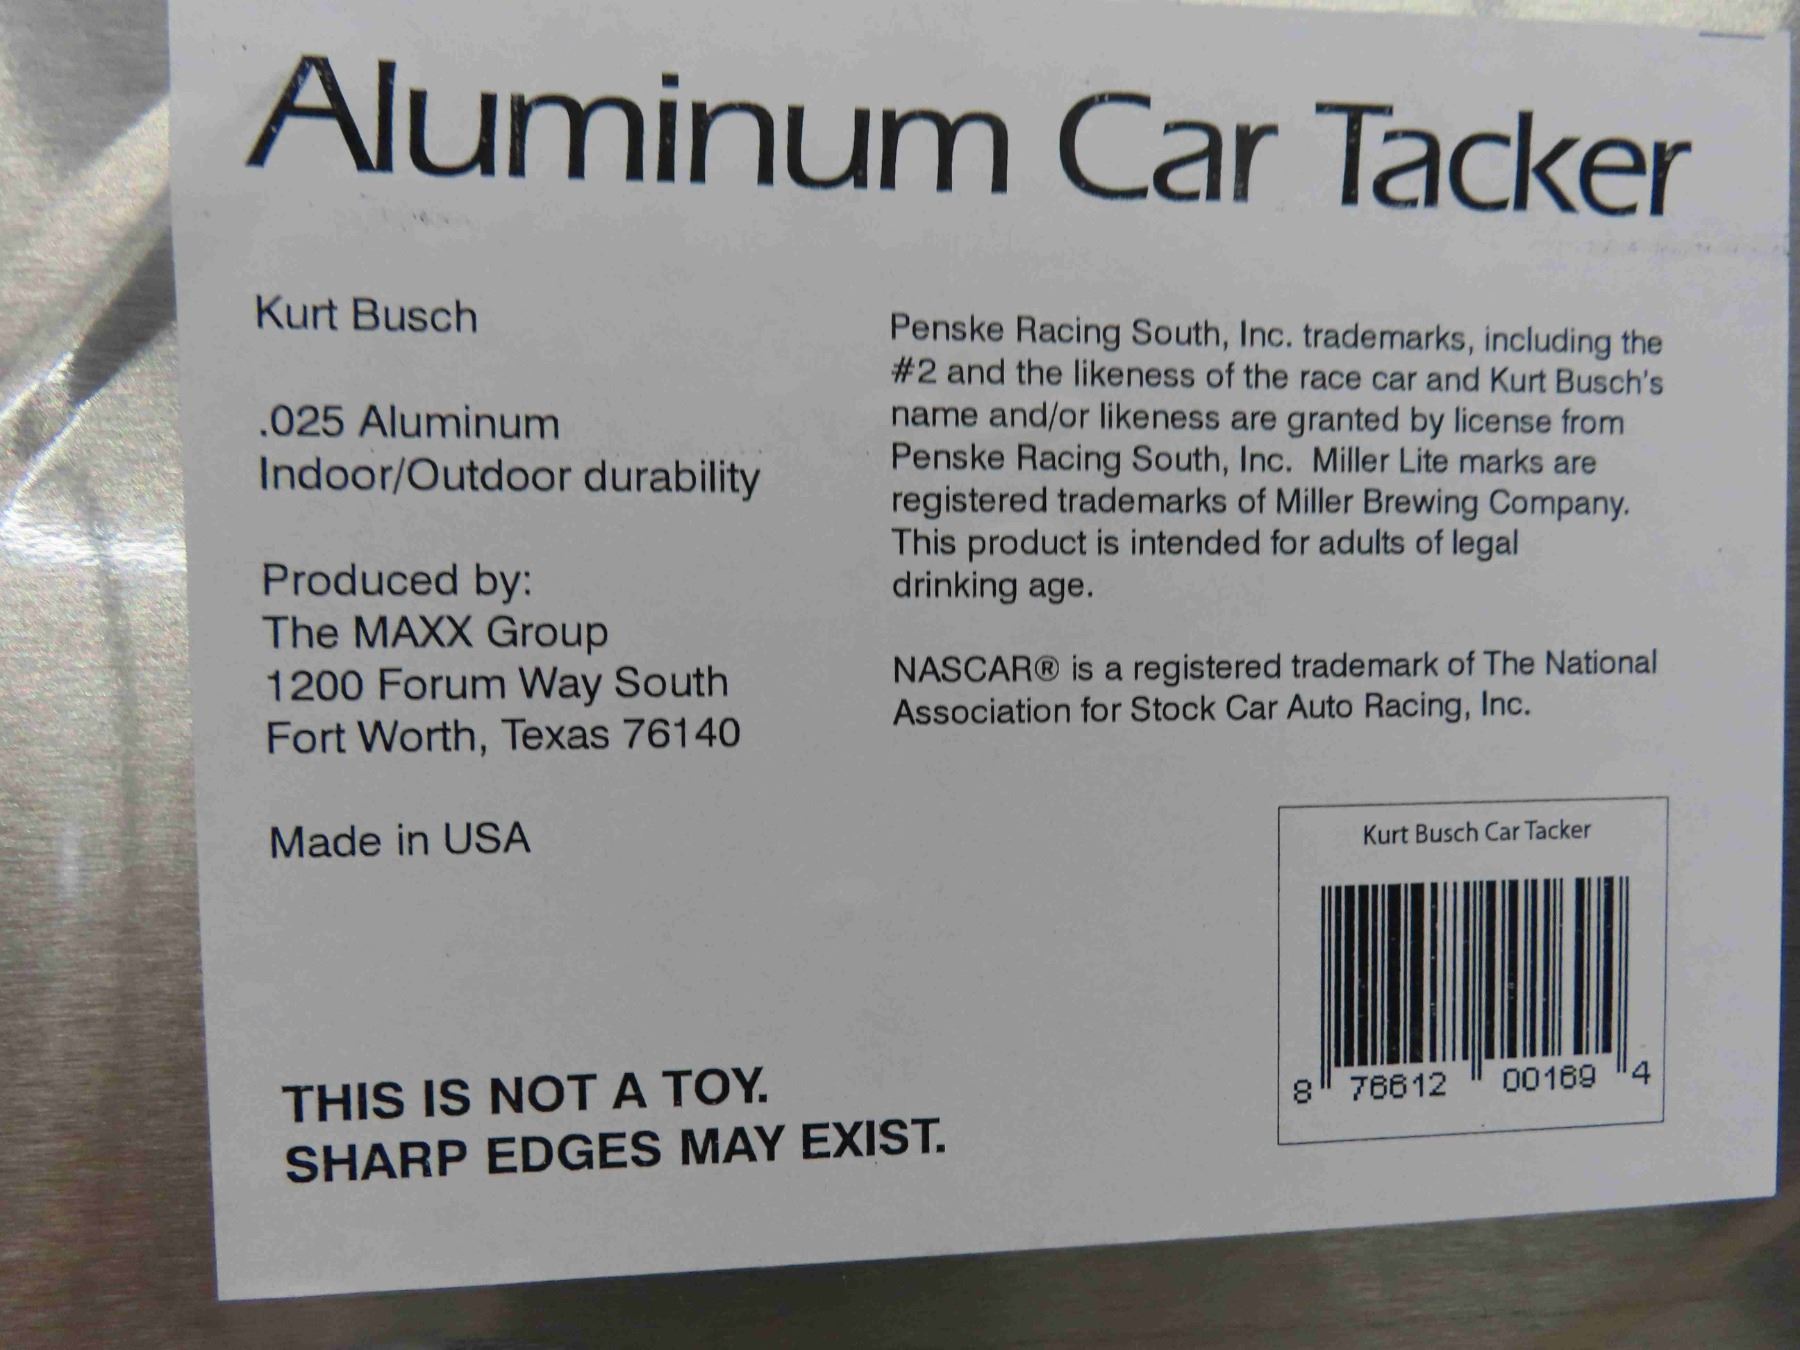 Aluminum Car Tacker
Kurt Busch
.025 Aluminum
Indoor/Outdoor durability
Produced by:
The MAXX Group
1200 Forum Way South
Fort Worth, Texas 76140
Made in USA
Penske Racing South, Inc. trademarks, including the
#2 and the likeness of the race car and Kurt Busch's
name and/or likeness are granted by license from
Penske Racing South, Inc. Miller Lite marks are
registered trademarks of Miller Brewing Company.
This product is intended for adults of legal
drinking age.
NASCAR® is a registered trademark of The National
Association for Stock Car Auto Racing, Inc.
Kurt Busch Car Tacker
8 76612 00169 4
THIS IS NOT A TOY.
SHARP EDGES MAY EXIST.